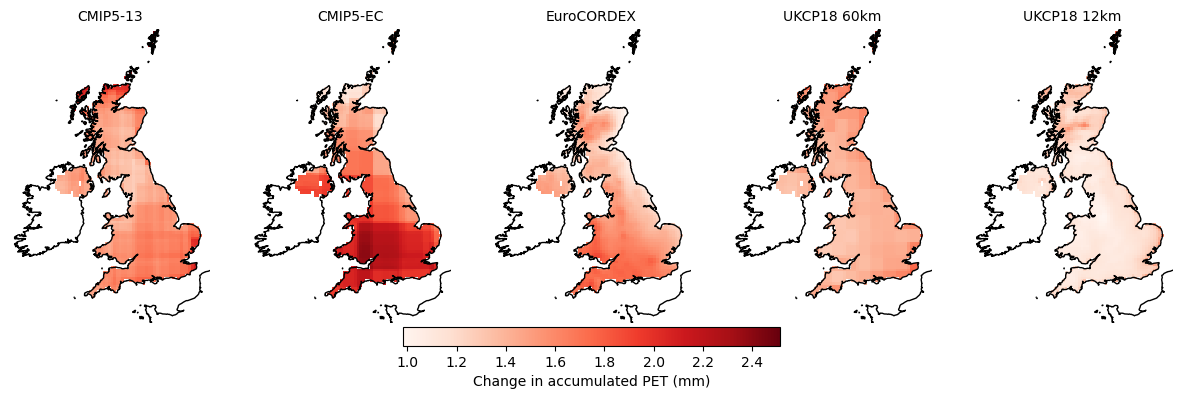 CMIP5-13 CMIP5-EC EuroCORDEX UKCP18 60km UKCP18 12km
1.0 1.2 1.4 1.6 1.8 2.0 2.2 2.4
Change in accumulated PET (mm)